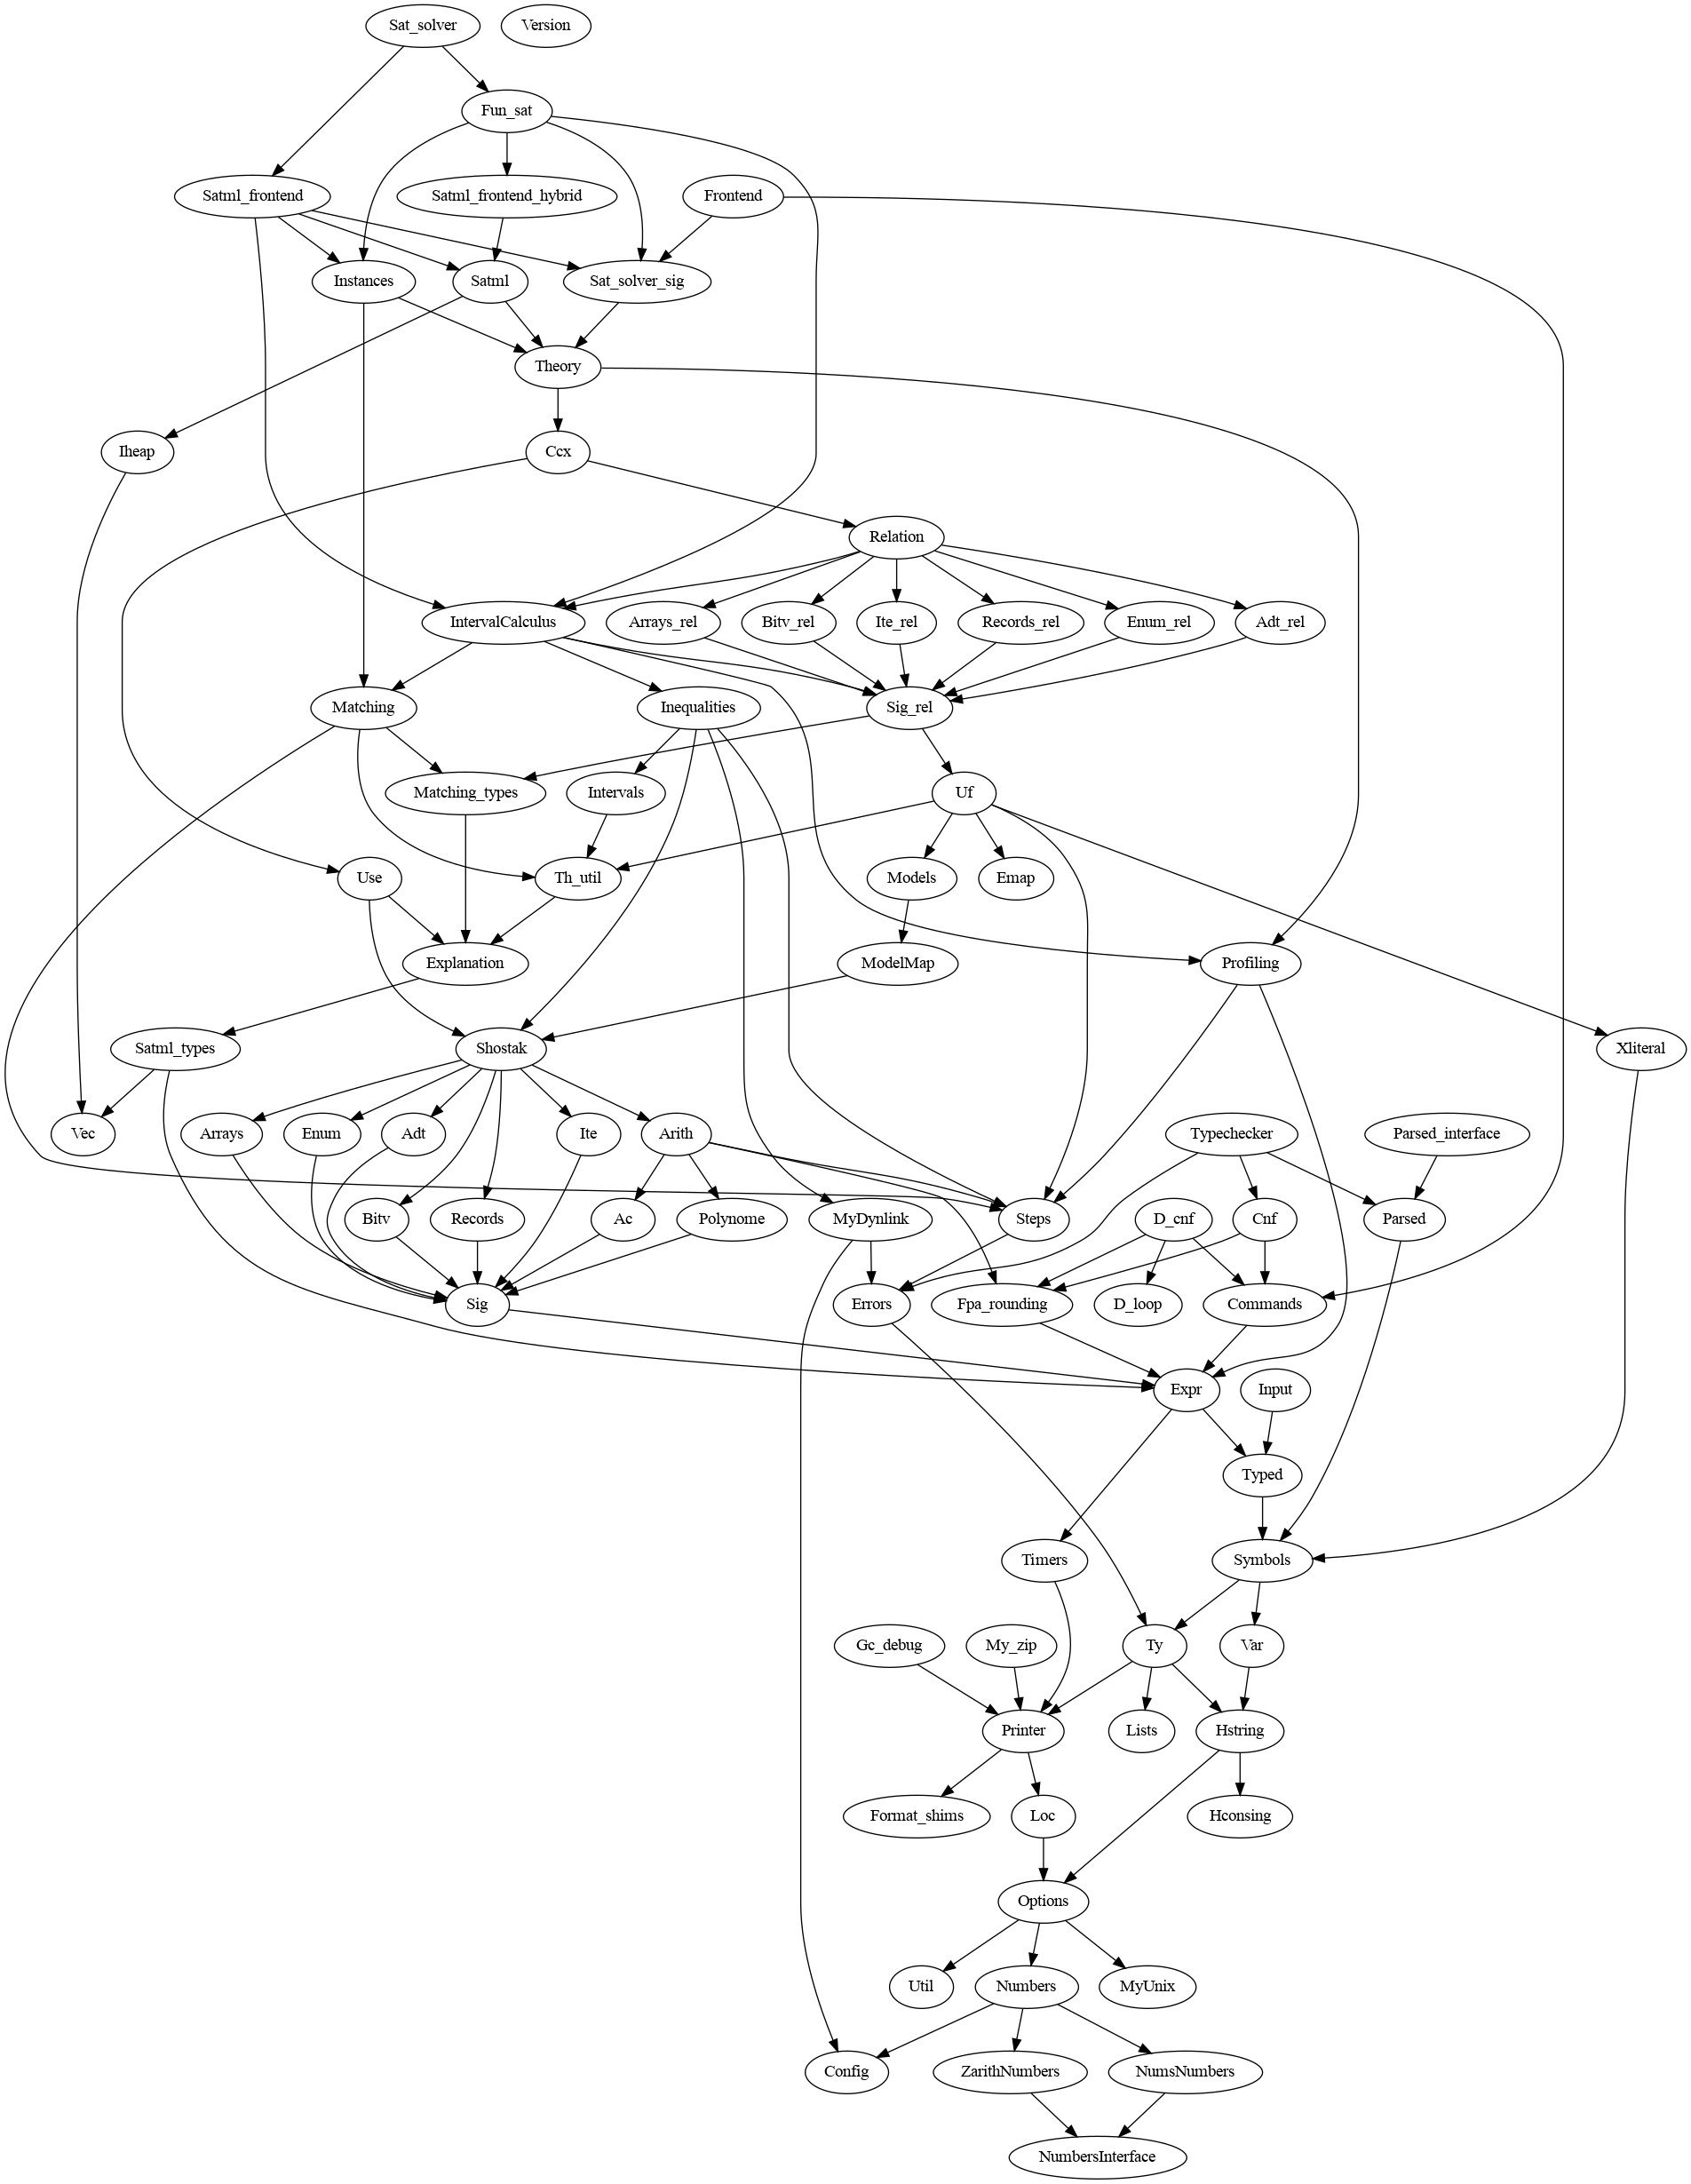 Sat_solver
Version
Fun_sat
Satml_frontend
Satml_frontend_hybrid
Frontend
Instances
Satml
Sat_solver_sig
Theory
Iheap
Ccx
Relation
IntervalCalculus
Arrays_rel
Bitv_rel
Ite_rel
Records_rel
Enum_rel
Adt_rel
Matching
Inequalities
Sig_rel
Matching_types
Intervals
Uf
Use
Th_util
Models
Emap
Explanation
ModelMap
Profiling
Satml_types
Shostak
Xliteral
Vec
Arrays
Enum
Adt
Ite
Arith
Typechecker
Parsed_interface
Bitv
Records
Ac
Polynome
MyDynlink
Steps
D_cnf
Cnf
Parsed
Sig
Errors
Fpa_rounding
D_loop
Commands
Expr
Input
Typed
Timers
Symbols
Gc_debug
My_zip
Ty
Var
Printer
Lists
Hstring
Format_shims
Loc
Hconsing
Options
Util
Numbers
MyUnix
Config
ZarithNumbers
NumsNumbers
NumbersInterface